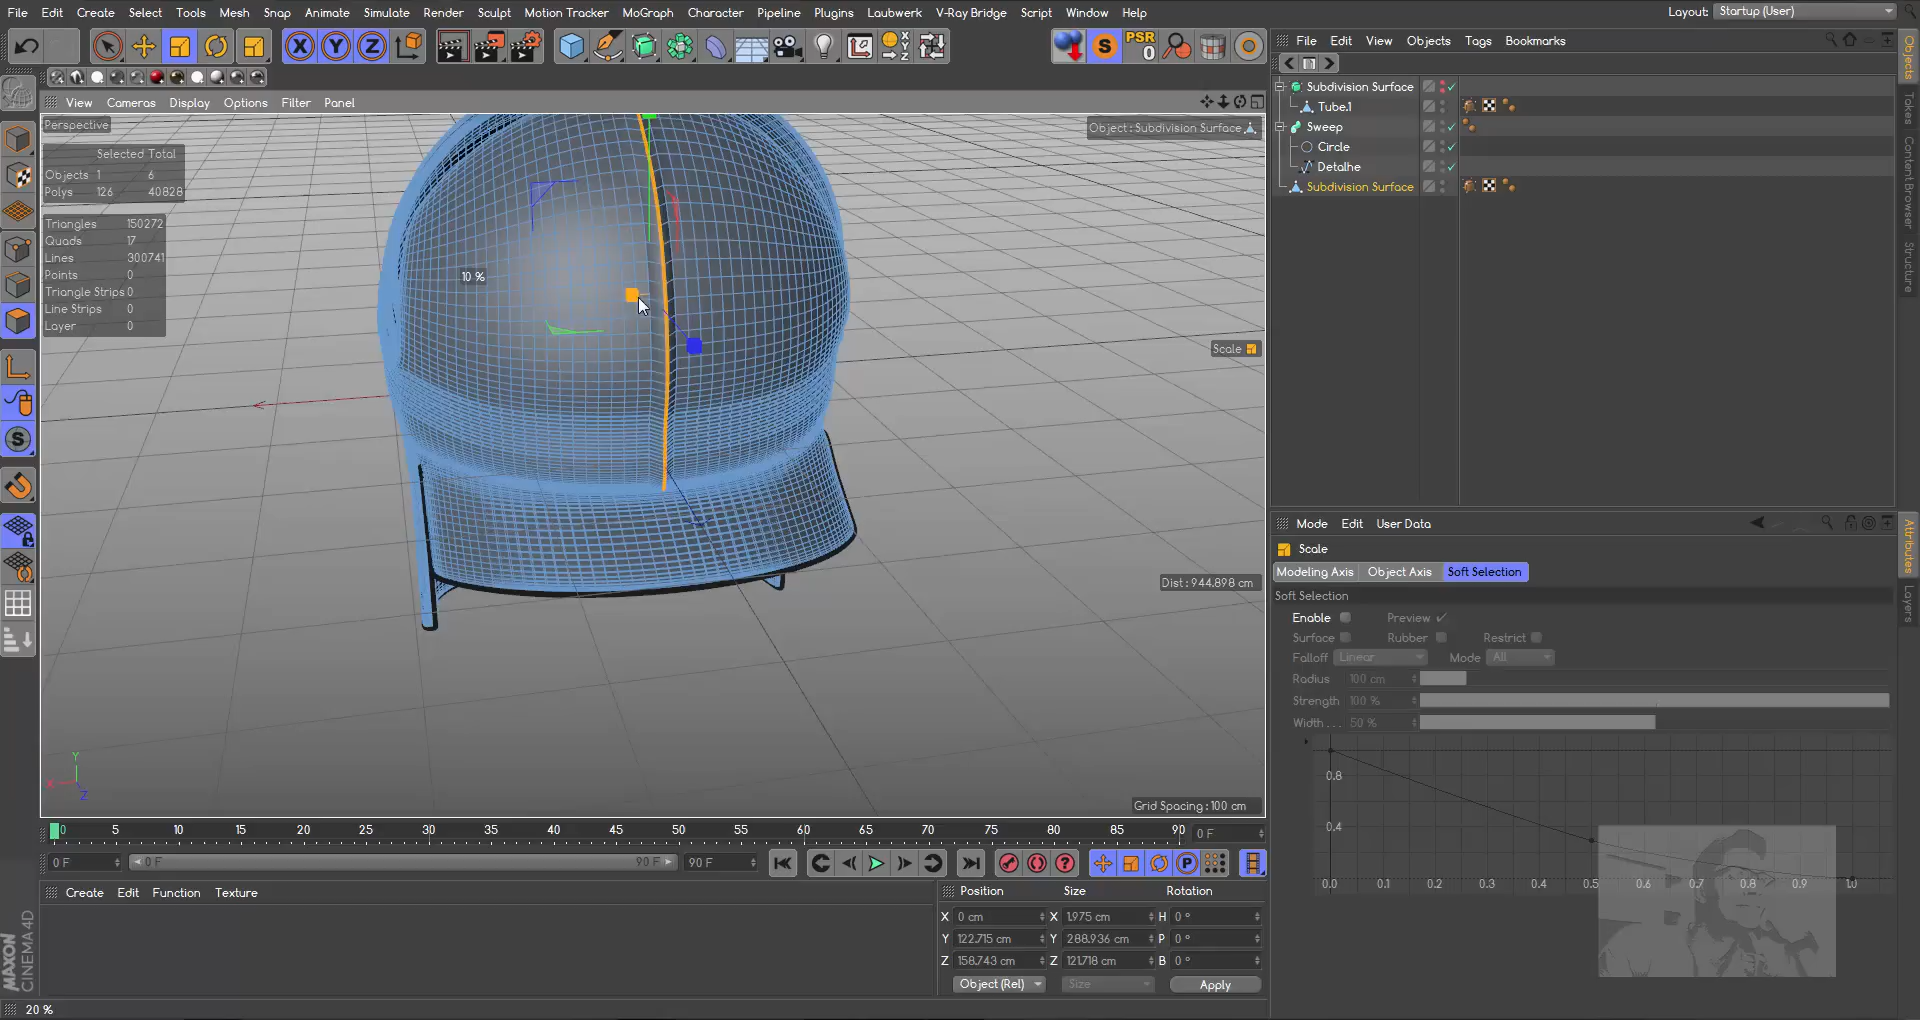 File Edit Create Select Tools Mesh Snap Animate Simulate Render Sculpt Motion Tracker MoGraph Character Pipeline Plugins Laubwerk V-Ray Bridge Script Window Help
Layout: Startup (User)
X Y Z
S PSR 0
File Edit View Objects Tags Bookmarks
View Cameras Display Options Filter Panel
Perspective
Object : Subdivision Surface
Selected Total
Objects 1 6
Polys 126 40828
Triangles 150272
Quads 17
Lines 300741
Points 0
Triangle Strips 0
Line Strips 0
Layer 0
10 %
Scale
Dist : 944.898 cm
Grid Spacing : 100 cm
Y
X
Z
Subdivision Surface
Tube.1
Sweep
Circle
Detalhe
Subdivision Surface
Objects
Takes
Content Browser
Structure
Mode Edit User Data
Scale
Modeling Axis Object Axis Soft Selection
Soft Selection
Enable Preview
Surface Rubber Restrict
Falloff Linear Mode All
Radius 100 cm
Strength 100 %
Width . . . 50 %
0.8
0.4
0.0 0.1 0.2 0.3 0.4 0.5 0.6 0.7 0.8 0.9 1.0
Attributes
Layers
0 5 10 15 20 25 30 35 40 45 50 55 60 65 70 75 80 85 90 0 F
0 F 0 F 90 F 90 F
P
Create Edit Function Texture
Position Size Rotation
X 0 cm X 1.975 cm H 0 °
Y 122.715 cm Y 288.936 cm P 0 °
Z 158.743 cm Z 121.718 cm B 0 °
Object (Rel) Size Apply
MAXON
CINEMA 4D
20 %